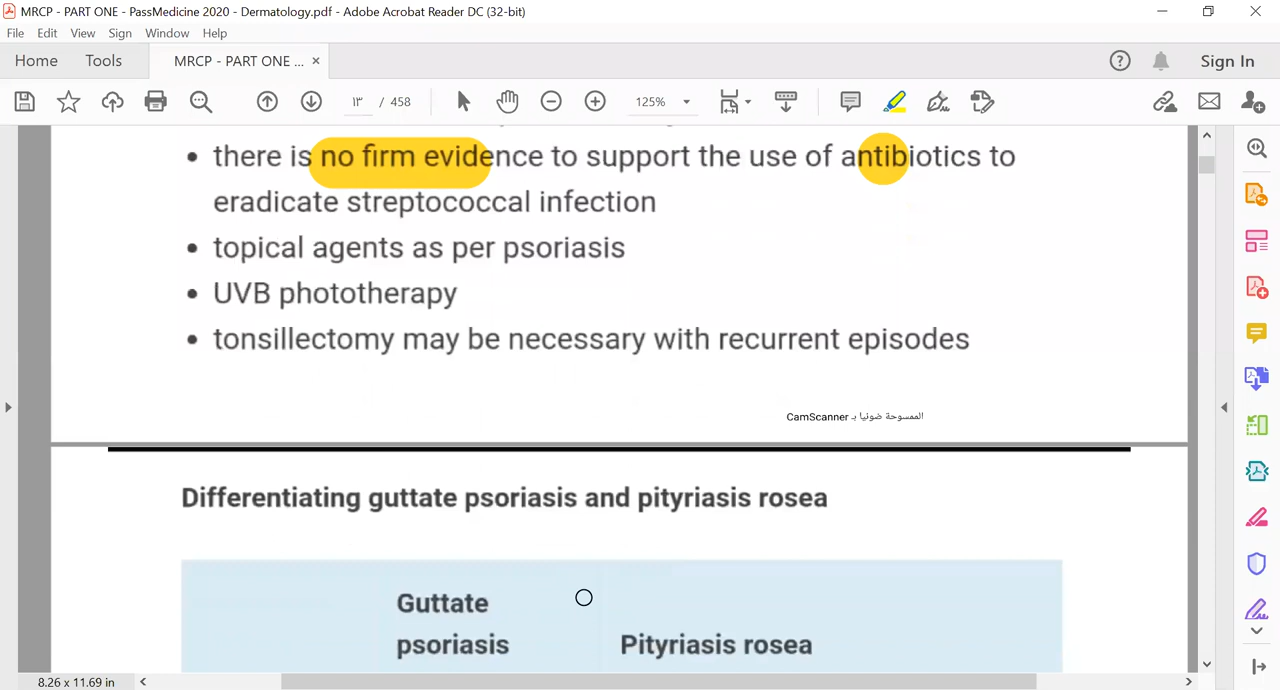 MRCP - PART ONE - PassMedicine 2020 - Dermatology.pdf - Adobe Acrobat Reader DC (32-bit)
File Edit View Sign Window Help
Home Tools MRCP - PART ONE ... × Sign In
١٣ / 458 125%
• there is no firm evidence to support the use of antibiotics to
eradicate streptococcal infection
• topical agents as per psoriasis
• UVB phototherapy
• tonsillectomy may be necessary with recurrent episodes
الممسوحة ضوئيا بـ CamScanner
Differentiating guttate psoriasis and pityriasis rosea
Guttate
psoriasis Pityriasis rosea
8.26 x 11.69 in